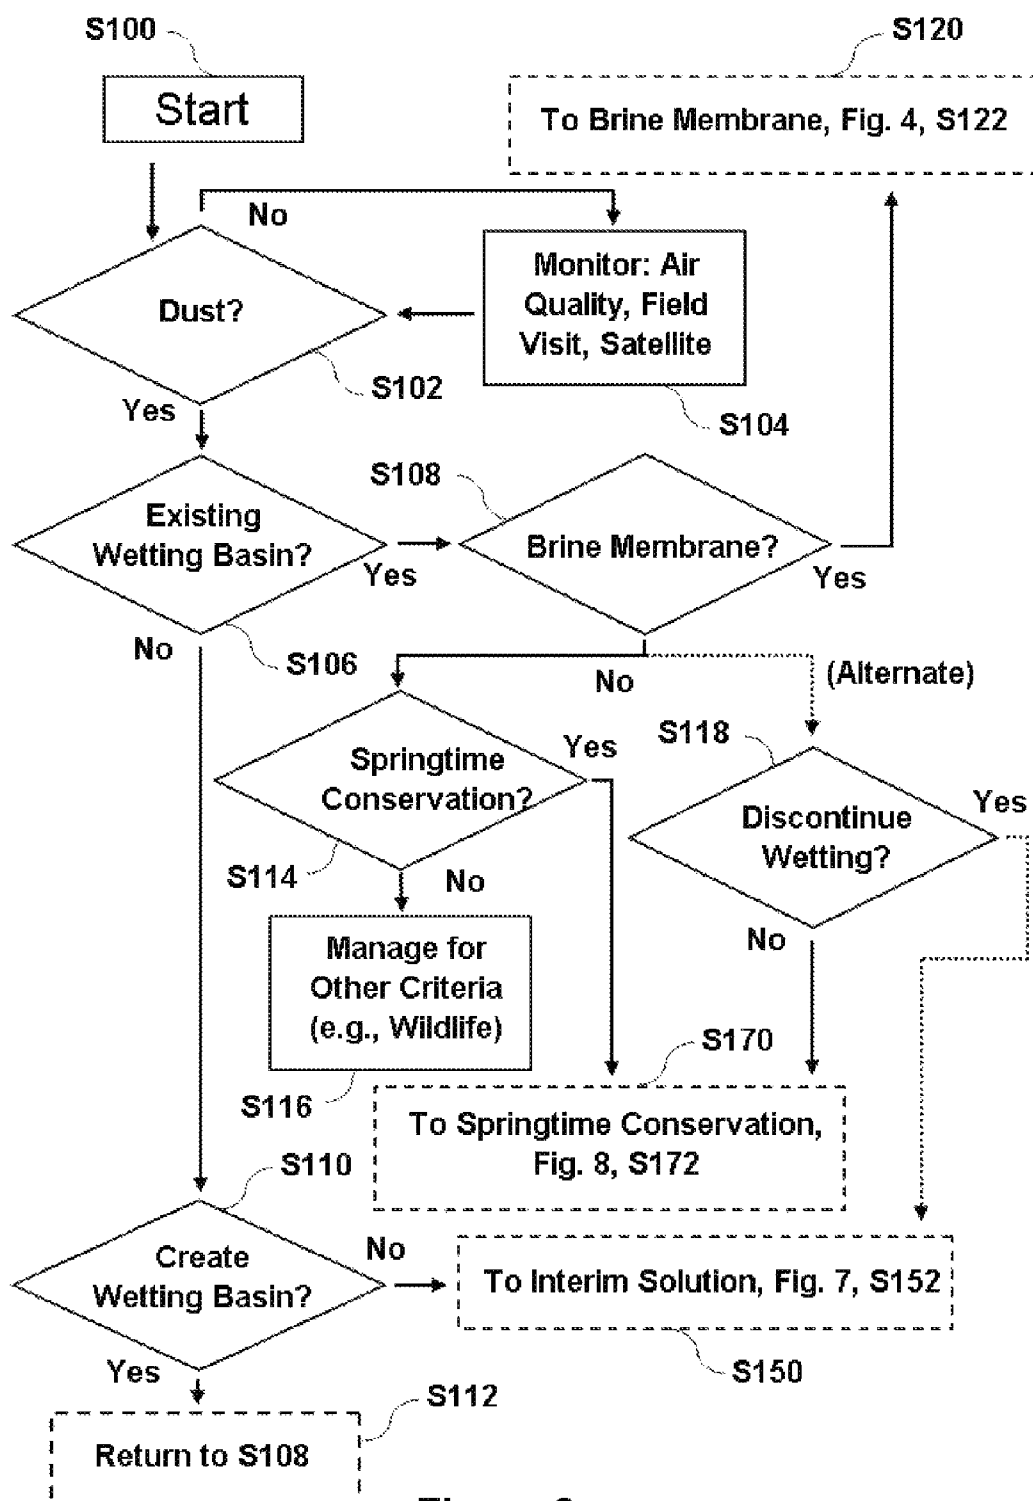 S100
S120
Start
To Brine Membrane, Fig. 4, S122
No
Monitor: Air
Quality, Field
Visit, Satellite
Dust?
S102
S104
Yes
S108
Existing
Wetting Basin?
Yes
Brine Membrane?
Yes
No
S106
No
(Alternate)
Springtime
Conservation?
Yes
S118
Discontinue
Wetting?
Yes
S114
No
No
Manage for
Other Criteria
(e.g., Wildlife)
S116
S170
To Springtime Conservation,
Fig. 8, S172
S110
Create
Wetting Basin?
No
To Interim Solution, Fig. 7, S152
Yes
S150
S112
Return to S108